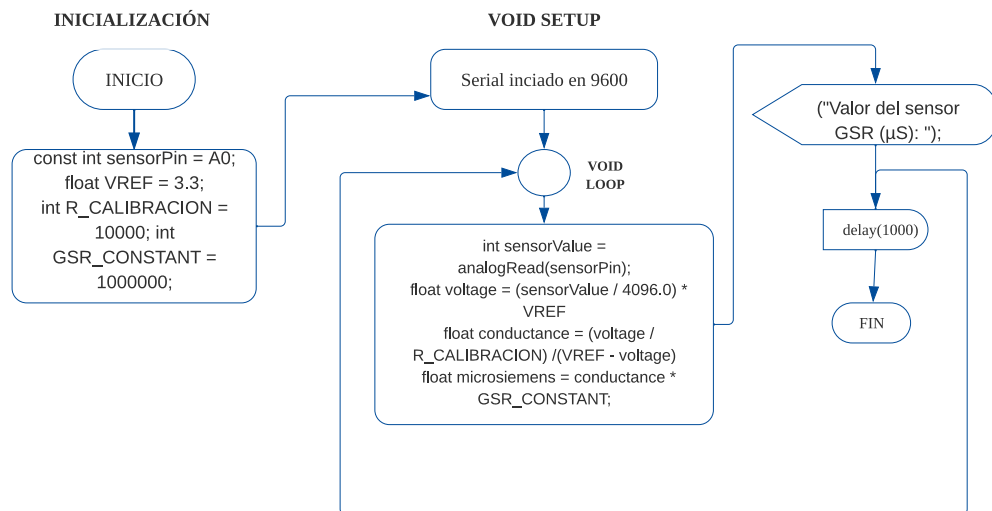 INICIALIZACIÓN
INICIO
const int sensorPin = A0;
float VREF = 3.3;
int R_CALIBRACION =
10000; int
GSR_CONSTANT =
1000000;
VOID SETUP
Serial inciado en 9600
VOID
LOOP
int sensorValue =
analogRead(sensorPin);
float voltage = (sensorValue / 4096.0) *
VREF
float conductance = (voltage /
R_CALIBRACION) /(VREF - voltage)
float microsiemens = conductance *
GSR_CONSTANT;
("Valor del sensor
GSR (µS): ");
delay(1000)
FIN